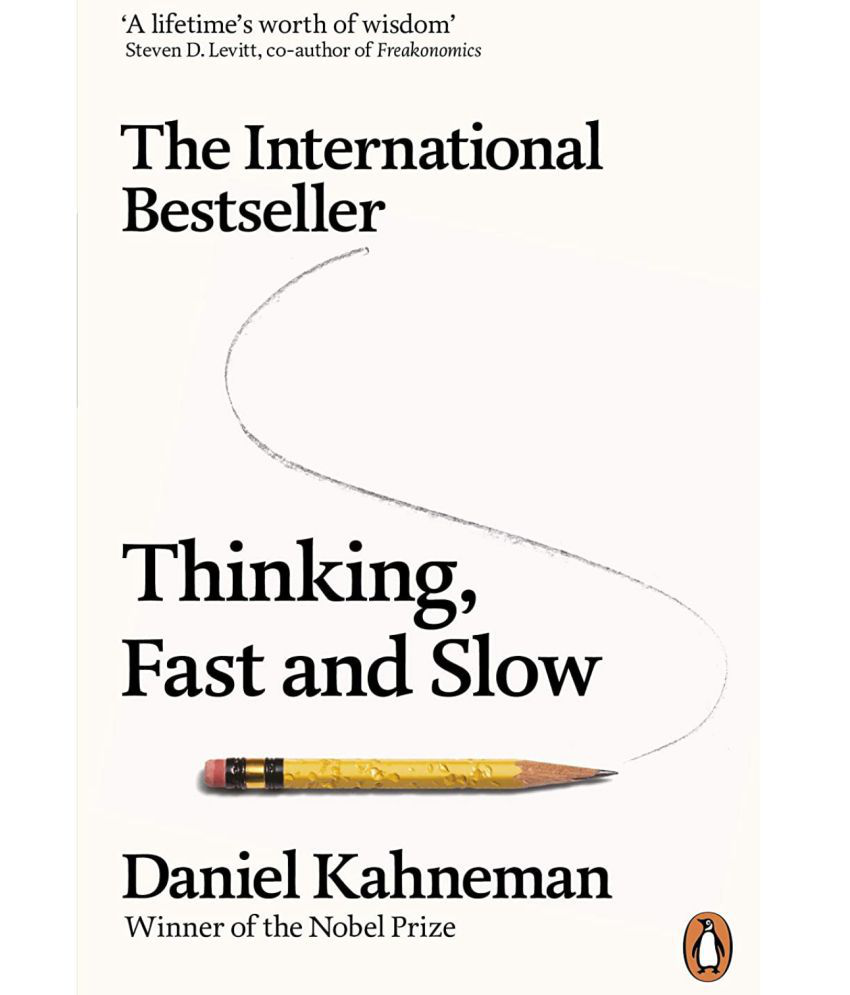 ‘A lifetime’s worth of wisdom’
Steven D. Levitt, co-author of Freakonomics
The International
Bestseller
Thinking,
Fast and Slow
Daniel Kahneman
Winner of the Nobel Prize